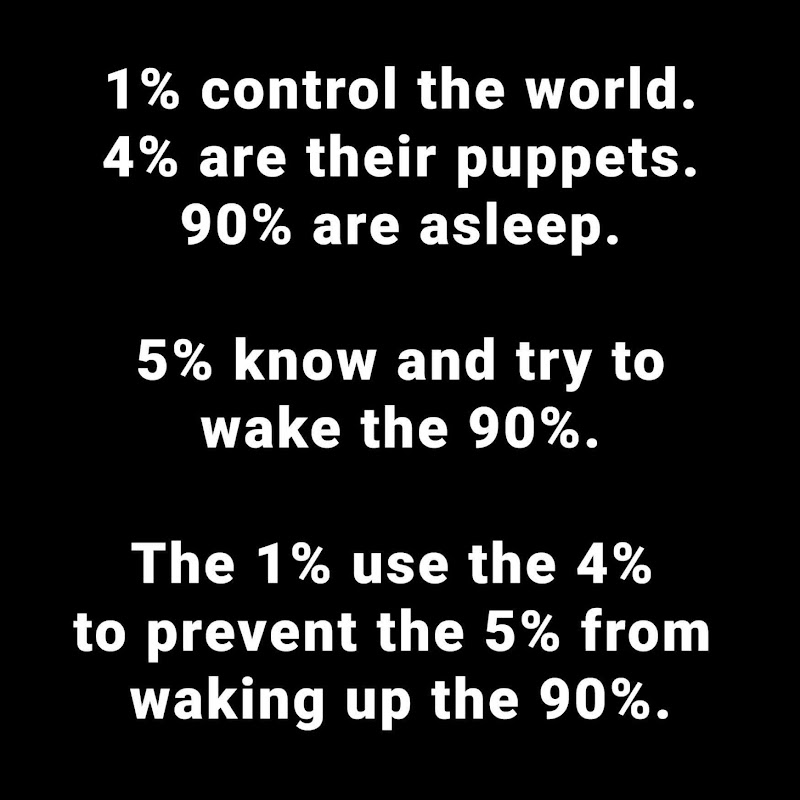 1% control the world.
4% are their puppets.
90% are asleep.
5% know and try to
wake the 90%.
The 1% use the 4%
to prevent the 5% from
waking up the 90%.